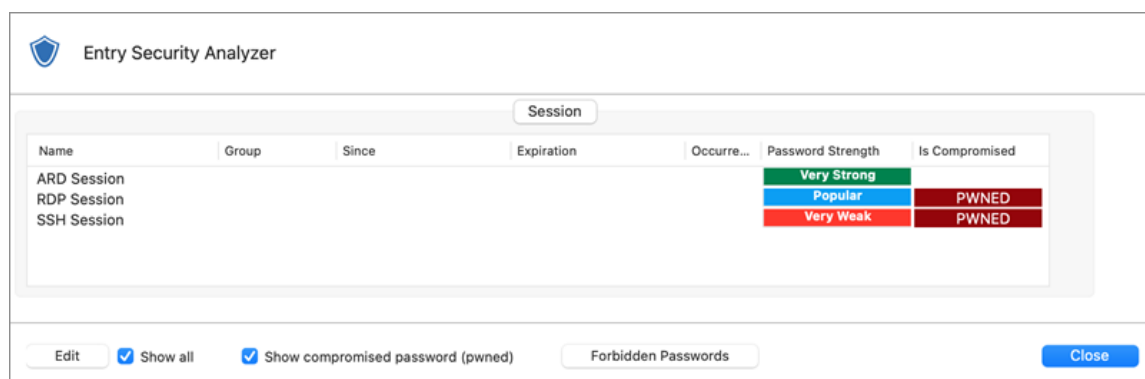 Entry Security Analyzer
Session
Name Group Since Expiration Occurre... Password Strength Is Compromised
ARD Session Very Strong
RDP Session Popular PWNED
SSH Session Very Weak PWNED
Edit Show all Show compromised password (pwned) Forbidden Passwords Close